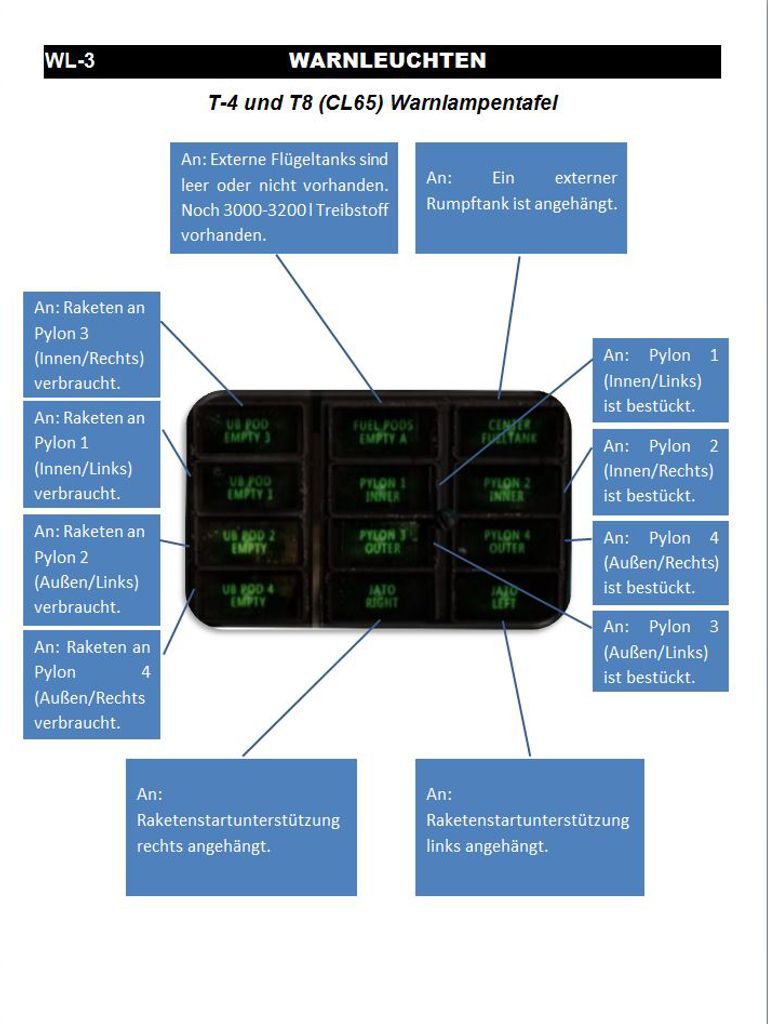 WL-3 WARNLEUCHTEN
T-4 und T8 (CL65) Warnlampentafel
An: Externe Flügeltanks sind
leer oder nicht vorhanden.
Noch 3000-3200 l Treibstoff
vorhanden.
An: Ein externer
Rumpftank ist angehängt.
An: Raketen an
Pylon 3
(Innen/Rechts)
verbraucht.
An: Raketen an
Pylon 1
(Innen/Links)
verbraucht.
An: Raketen an
Pylon 2
(Außen/Links)
verbraucht.
An: Raketen an
Pylon 4
(Außen/Rechts
verbraucht.
UB POD
EMPTY 3
FUEL PODS
EMPTY A
CENTER
FUELTANK
UB POD
EMPTY 1
PYLON 1
INNER
PYLON 2
INNER
UB POD 2
EMPTY
PYLON 3
OUTER
PYLON 4
OUTER
UB POD 4
EMPTY
JATO
RIGHT
JATO
LEFT
An: Pylon 1
(Innen/Links)
ist bestückt.
An: Pylon 2
(Innen/Rechts)
ist bestückt.
An: Pylon 4
(Außen/Rechts)
ist bestückt.
An: Pylon 3
(Außen/Links)
ist bestückt.
An:
Raketenstartunterstützung
rechts angehängt.
An:
Raketenstartunterstützung
links angehängt.